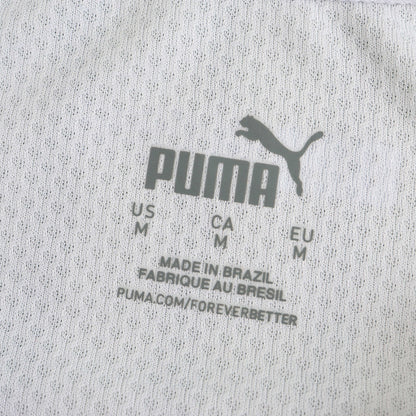 PUMA
US CA EU
M M M
MADE IN BRAZIL
FABRIQUE AU BRESIL
PUMA.COM/FOREVERBETTER